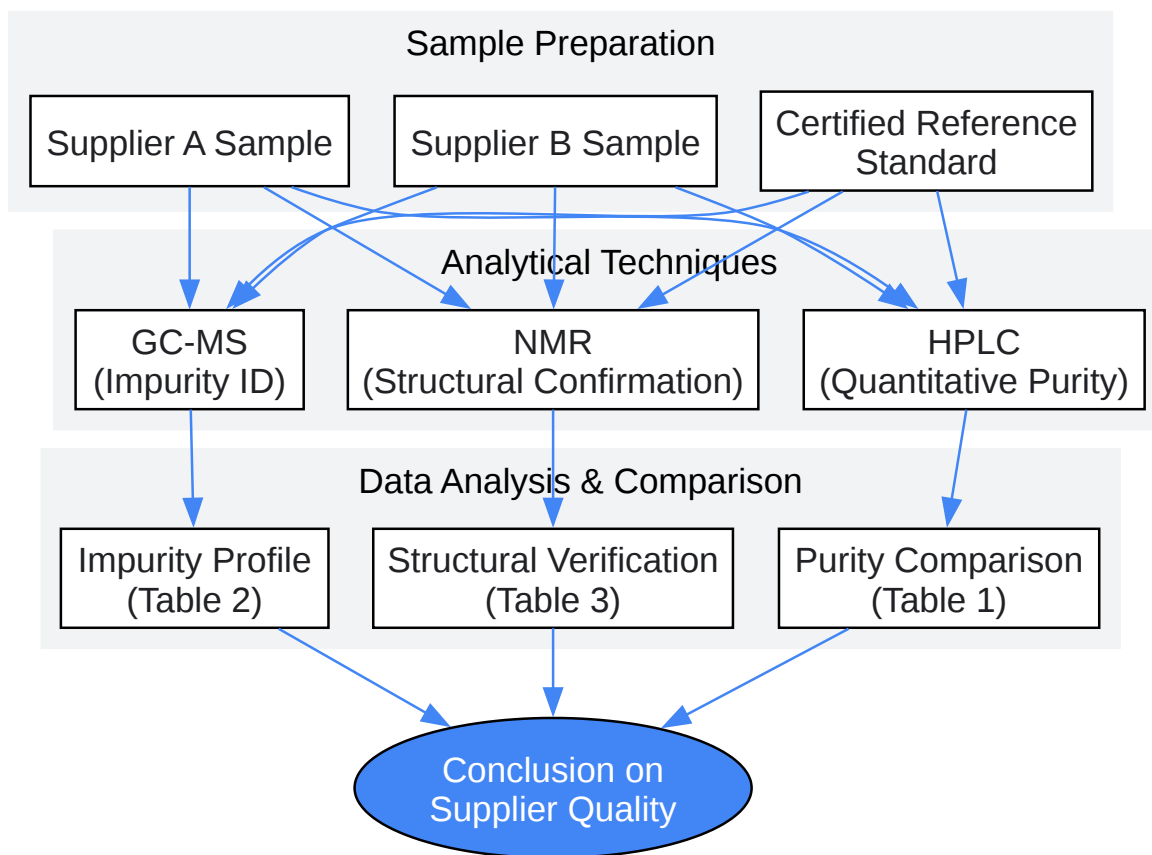 Sample Preparation
Supplier A Sample
Supplier B Sample
Certified Reference
Standard
Analytical Techniques
GC-MS
(Impurity ID)
NMR
(Structural Confirmation)
HPLC
(Quantitative Purity)
Data Analysis & Comparison
Impurity Profile
(Table 2)
Structural Verification
(Table 3)
Purity Comparison
(Table 1)
Conclusion on
Supplier Quality